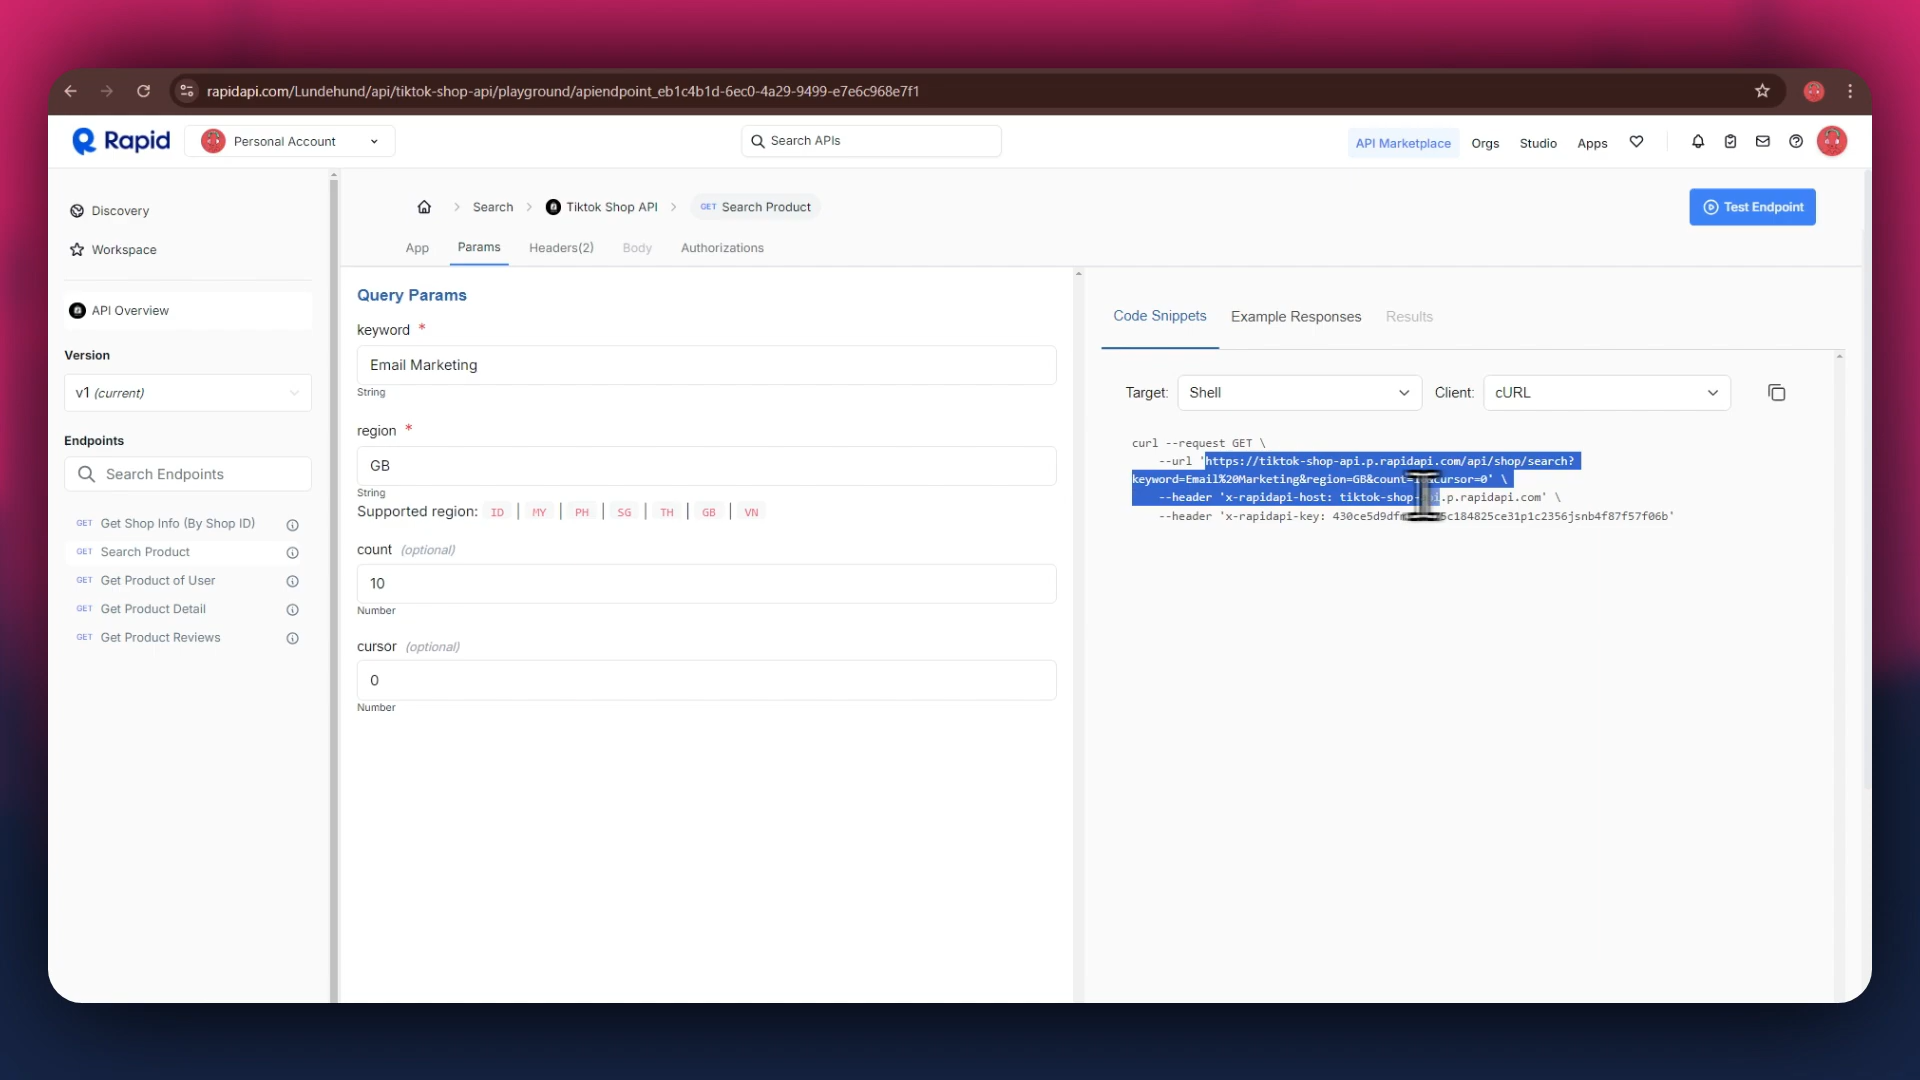 rapidapi.com/Lundehund/api/tiktok-shop-api/playground/apiendpoint_eb1c4b1d-6ec0-4a29-9499-e7e6c968e7f1
Rapid
Personal Account
Search APIs
API Marketplace
Orgs
Studio
Apps
Discovery
Workspace
API Overview
Version
v1 (current)
Endpoints
Search Endpoints
GET Get Shop Info (By Shop ID)
GET Search Product
GET Get Product of User
GET Get Product Detail
GET Get Product Reviews
Search
Tiktok Shop API
GET Search Product
Test Endpoint
App
Params
Headers(2)
Body
Authorizations
Query Params
keyword *
Email Marketing
String
region *
GB
String
Supported region: ID | MY | PH | SG | TH | GB | VN
count (optional)
10
Number
cursor (optional)
0
Number
Code Snippets
Example Responses
Results
Target: Shell
Client: cURL
curl --request GET \
--url 'https://tiktok-shop-api.p.rapidapi.com/api/shop/search?
keyword=Email%20Marketing&region=GB&count=10&cursor=0' \
--header 'x-rapidapi-host: tiktok-shop-api.p.rapidapi.com' \
--header 'x-rapidapi-key: